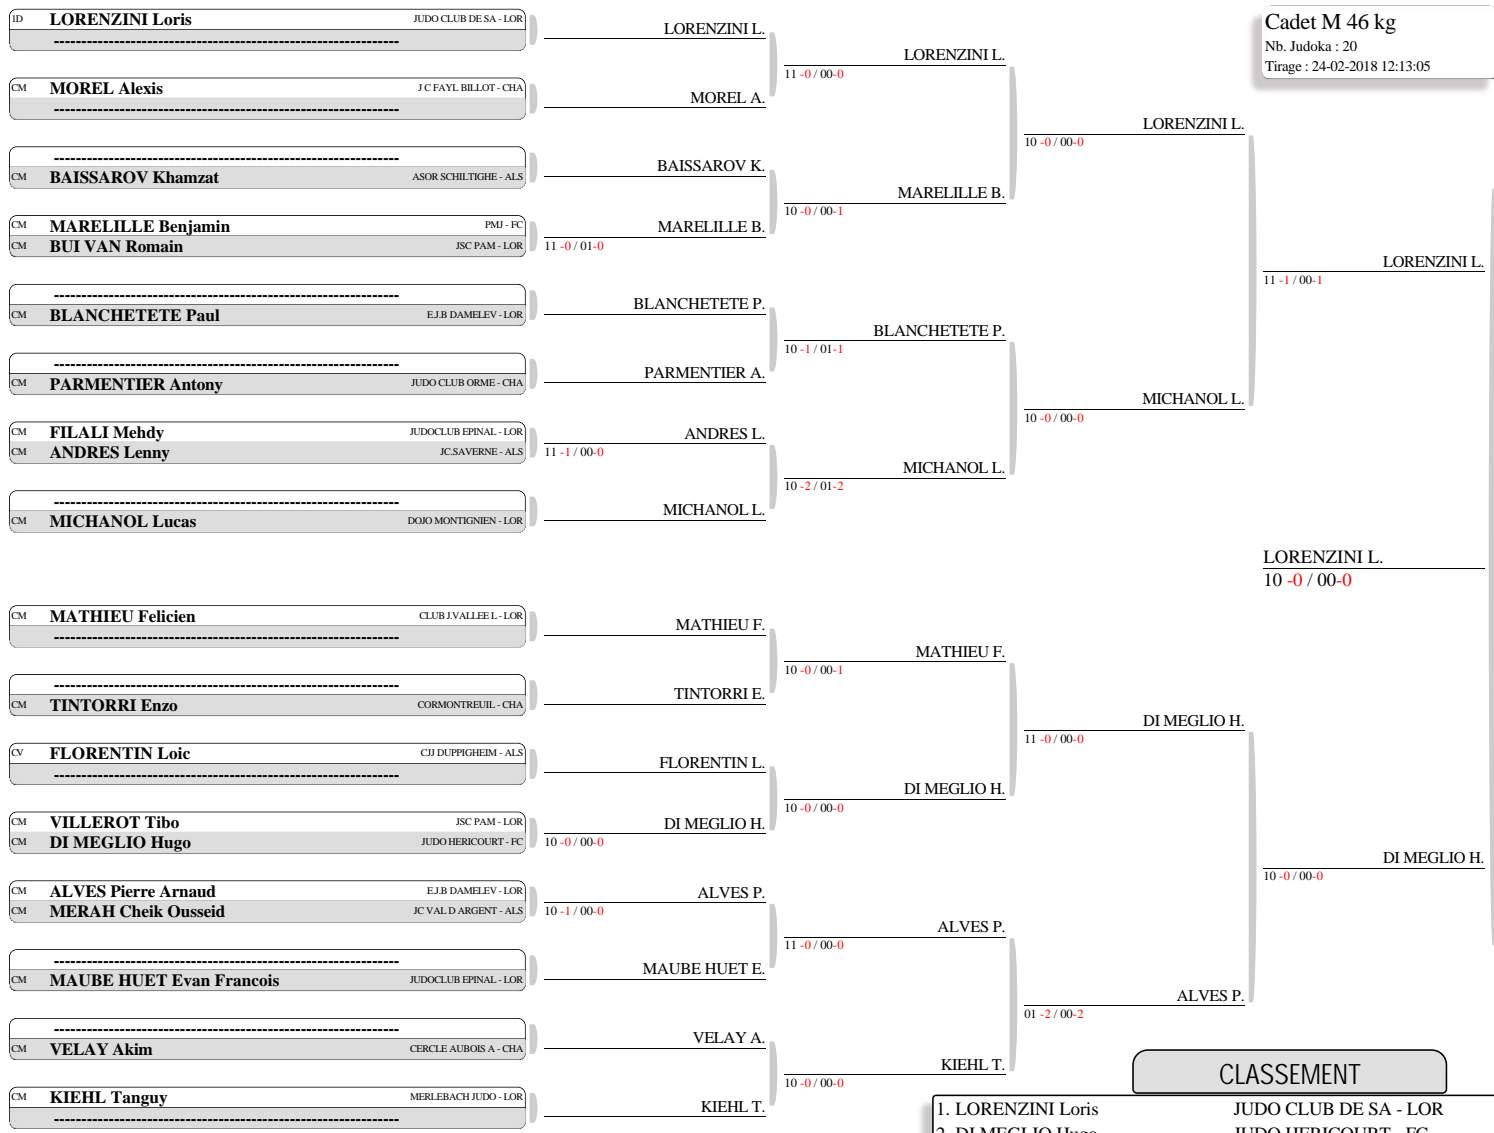 Cadet M 46 kg
Nb. Judoka : 20
Tirage : 24-02-2018 12:13:05
1D LORENZINI Loris JUDO CLUB DE SA - LOR
----------------------------------------------------------------
CM MOREL Alexis J C FAYL BILLOT - CHA
----------------------------------------------------------------
----------------------------------------------------------------
CM BAISSAROV Khamzat ASOR SCHILTIGHE - ALS
CM MARELILLE Benjamin PMJ - FC
CM BUI VAN Romain JSC PAM - LOR
----------------------------------------------------------------
CM BLANCHETETE Paul E.J.B DAMELEV - LOR
----------------------------------------------------------------
CM PARMENTIER Antony JUDO CLUB ORME - CHA
CM FILALI Mehdy JUDOCLUB EPINAL - LOR
CM ANDRES Lenny JC.SAVERNE - ALS
----------------------------------------------------------------
CM MICHANOL Lucas DOJO MONTIGNIEN - LOR
CM MATHIEU Felicien CLUB J.VALLEE L - LOR
----------------------------------------------------------------
----------------------------------------------------------------
CM TINTORRI Enzo CORMONTREUIL - CHA
CV FLORENTIN Loic CJJ DUPPIGHEIM - ALS
----------------------------------------------------------------
CM VILLEROT Tibo JSC PAM - LOR
CM DI MEGLIO Hugo JUDO HERICOURT - FC
CM ALVES Pierre Arnaud E.J.B DAMELEV - LOR
CM MERAH Cheik Ousseid JC VAL D ARGENT - ALS
----------------------------------------------------------------
CM MAUBE HUET Evan Francois JUDOCLUB EPINAL - LOR
----------------------------------------------------------------
CM VELAY Akim CERCLE AUBOIS A - CHA
CM KIEHL Tanguy MERLEBACH JUDO - LOR
----------------------------------------------------------------
LORENZINI L.
MOREL A.
BAISSAROV K.
MARELILLE B.
11 -0 / 01-0
BLANCHETETE P.
PARMENTIER A.
ANDRES L.
11 -1 / 00-0
MICHANOL L.
MATHIEU F.
TINTORRI E.
FLORENTIN L.
DI MEGLIO H.
10 -0 / 00-0
ALVES P.
10 -1 / 00-0
MAUBE HUET E.
VELAY A.
KIEHL T.
LORENZINI L.
11 -0 / 00-0
MARELILLE B.
10 -0 / 00-1
BLANCHETETE P.
10 -1 / 01-1
MICHANOL L.
10 -2 / 01-2
MATHIEU F.
10 -0 / 00-1
DI MEGLIO H.
10 -0 / 00-0
ALVES P.
11 -0 / 00-0
KIEHL T.
10 -0 / 00-0
LORENZINI L.
10 -0 / 00-0
MICHANOL L.
10 -0 / 00-0
DI MEGLIO H.
11 -0 / 00-0
ALVES P.
01 -2 / 00-2
LORENZINI L.
11 -1 / 00-1
DI MEGLIO H.
10 -0 / 00-0
LORENZINI L.
10 -0 / 00-0
CLASSEMENT
1. LORENZINI Loris JUDO CLUB DE SA - LOR
2. DI MEGLIO Hugo JUDO HERICOURT - FC